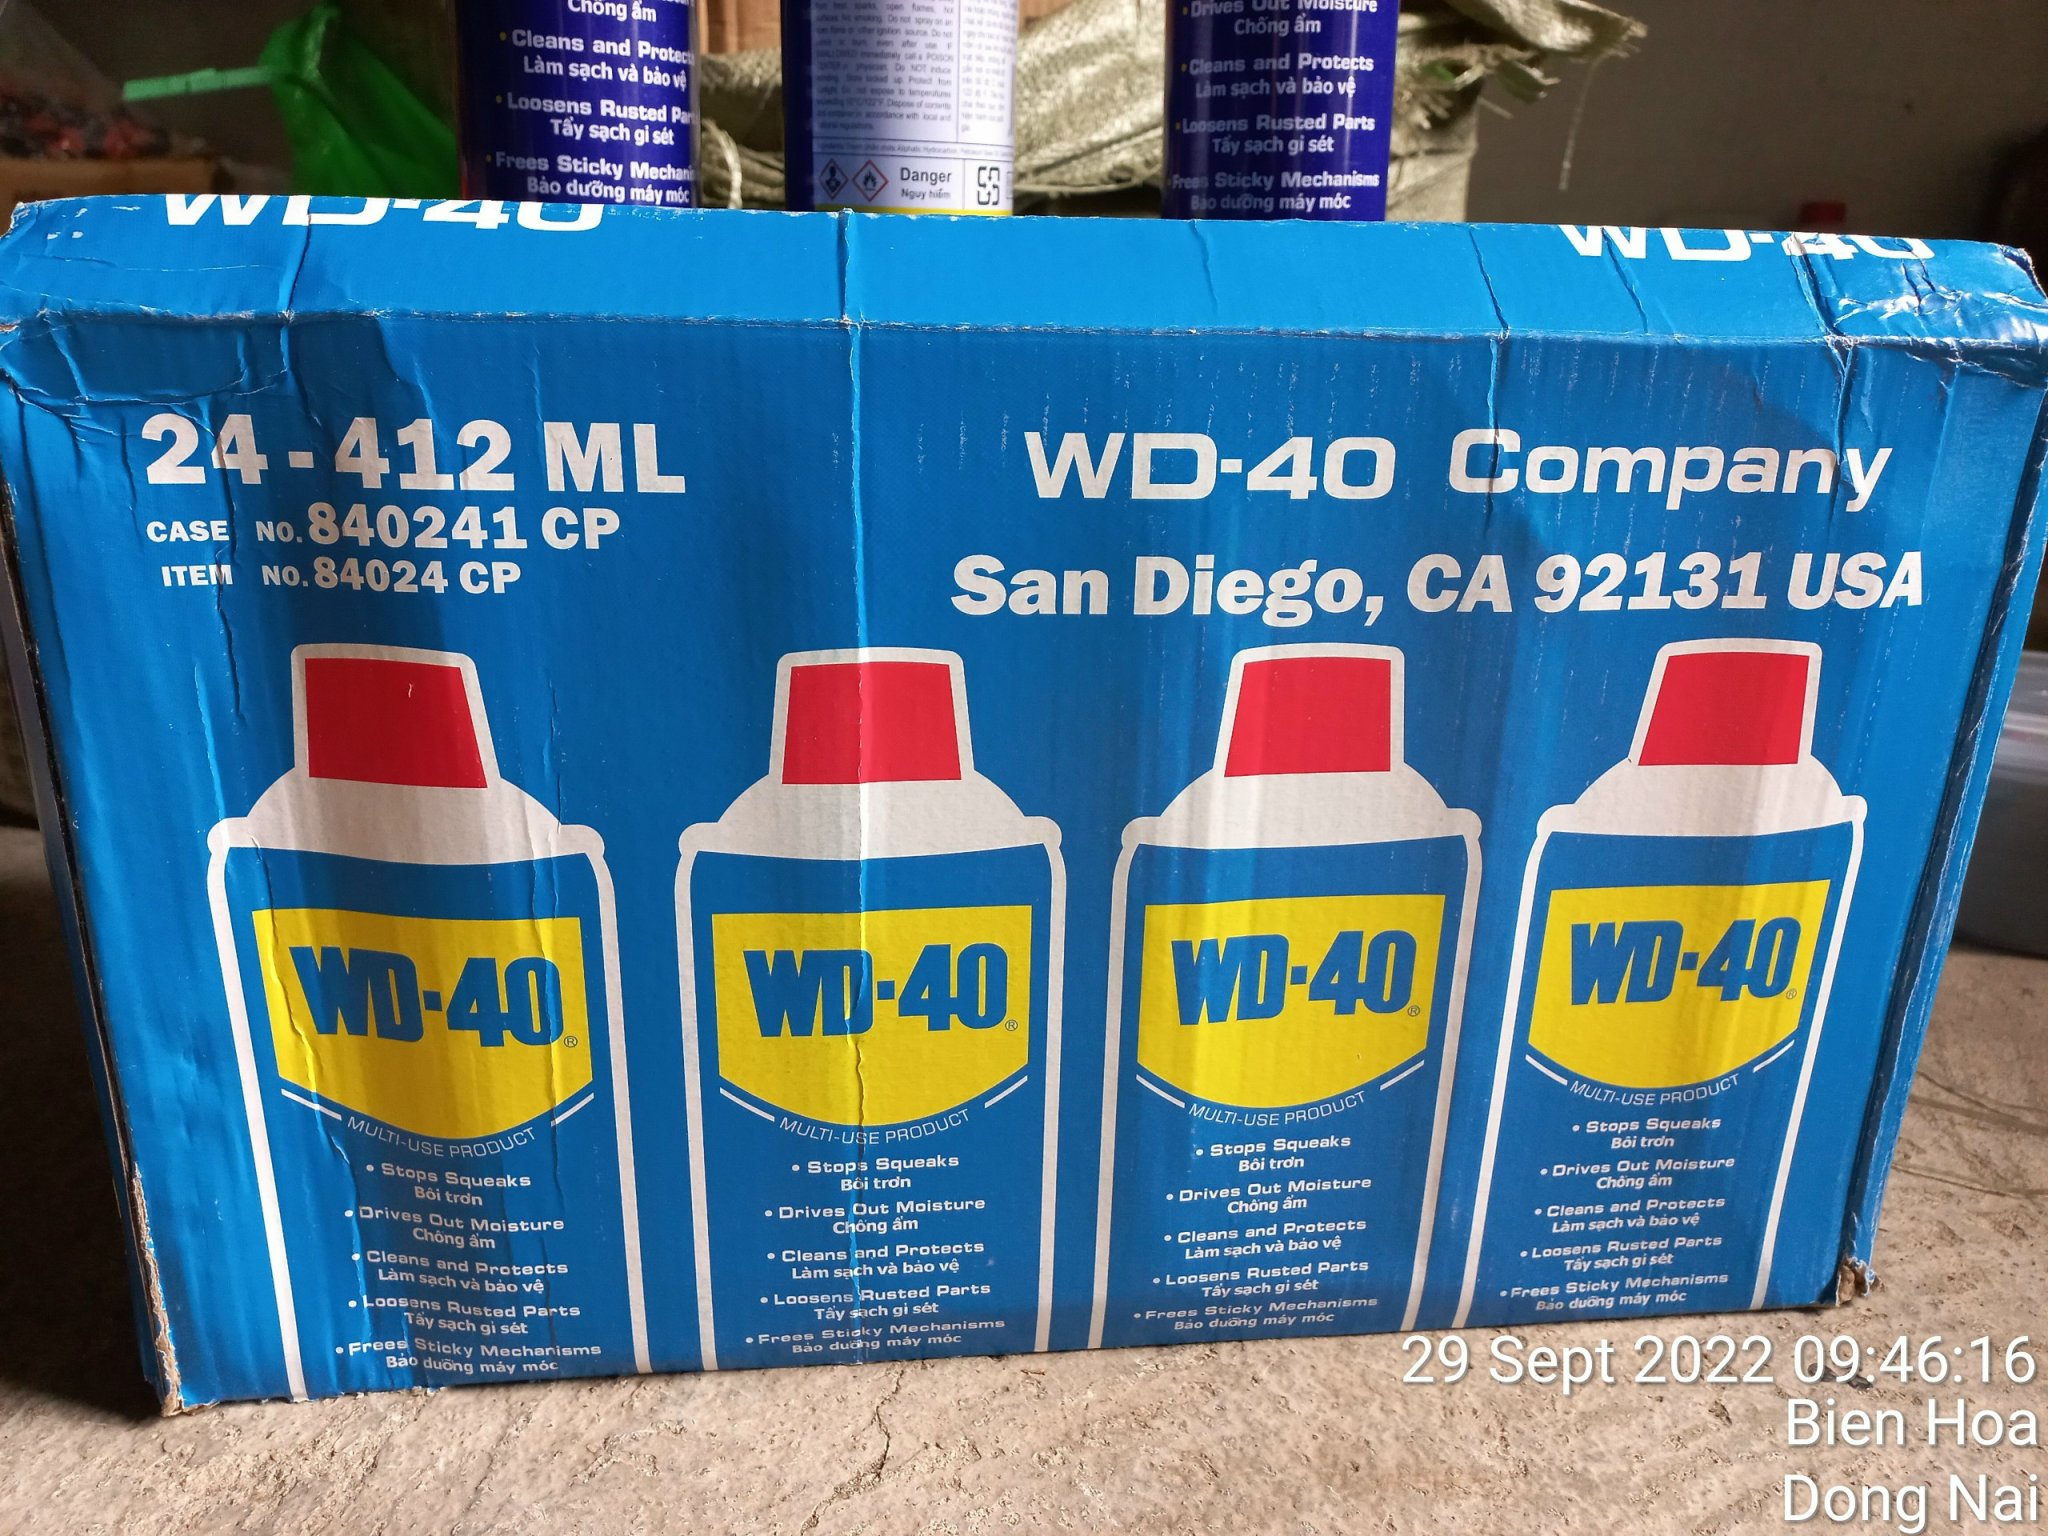 Chống ẩm
• Cleans and Protects
Làm sạch và bảo vệ
• Loosens Rusted Par
Tẩy sạch gỉ sét
• Frees Sticky Mechani
Bảo dưỡng máy móc
Danger
Nguy hiểm
• Drives Out Moisture
Chống ẩm
• Cleans and Protects
Làm sạch và bảo vệ
• Loosens Rusted Parts
Tẩy sạch gỉ sét
• Frees Sticky Mechanisms
Bảo dưỡng máy móc
WD-40
WD-40
24 - 412 ML
CASE NO. 840241 CP
ITEM NO. 84024 CP
WD-40 Company
San Diego, CA 92131 USA
WD-40®
MULTI-USE PRODUCT
• Stops Squeaks
Bôi trơn
• Drives Out Moisture
Chống ẩm
• Cleans and Protects
Làm sạch và bảo vệ
• Loosens Rusted Parts
Tẩy sạch gỉ sét
• Frees Sticky Mechanisms
Bảo dưỡng máy móc
WD-40®
MULTI-USE PRODUCT
• Stops Squeaks
Bôi trơn
• Drives Out Moisture
Chống ẩm
• Cleans and Protects
Làm sạch và bảo vệ
• Loosens Rusted Parts
Tẩy sạch gỉ sét
• Frees Sticky Mechanisms
Bảo dưỡng máy móc
WD-40®
MULTI-USE PRODUCT
• Stops Squeaks
Bôi trơn
• Drives Out Moisture
Chống ẩm
• Cleans and Protects
Làm sạch và bảo vệ
• Loosens Rusted Parts
Tẩy sạch gỉ sét
• Frees Sticky Mechanisms
Bảo dưỡng máy móc
WD-40®
MULTI-USE PRODUCT
• Stops Squeaks
Bôi trơn
• Drives Out Moisture
Chống ẩm
• Cleans and Protects
Làm sạch và bảo vệ
• Loosens Rusted Parts
Tẩy sạch gỉ sét
• Frees Sticky Mechanisms
Bảo dưỡng máy móc
29 Sept 2022 09:46:16
Bien Hoa
Dong Nai